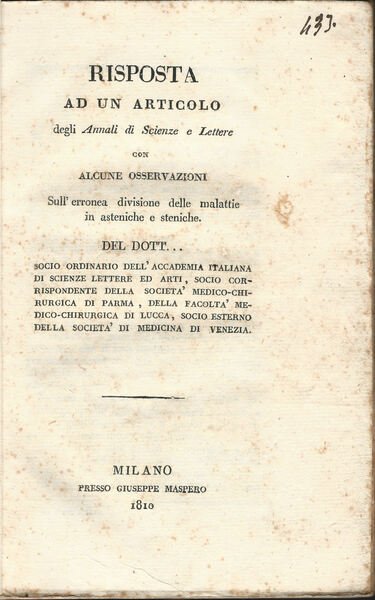 433.
RISPOSTA
AD UN ARTICOLO
degli Annali di Scienze e Lettere
CON
ALCUNE OSSERVAZIONI
Sull' erronea divisione delle malattie
in asteniche e steniche.
DEL DOTT...
SOCIO ORDINARIO DELL' ACCADEMIA ITALIANA
DI SCIENZE LETTERE ED ARTI, SOCIO COR-
RISPONDENTE DELLA SOCIETA' MEDICO-CHI-
RURGICA DI PARMA, DELLA FACOLTA' ME-
DICO-CHIRURGICA DI LUCCA, SOCIO ESTERNO
DELLA SOCIETA' DI MEDICINA DI VENEZIA.
MILANO
PRESSO GIUSEPPE MASPERO
1810